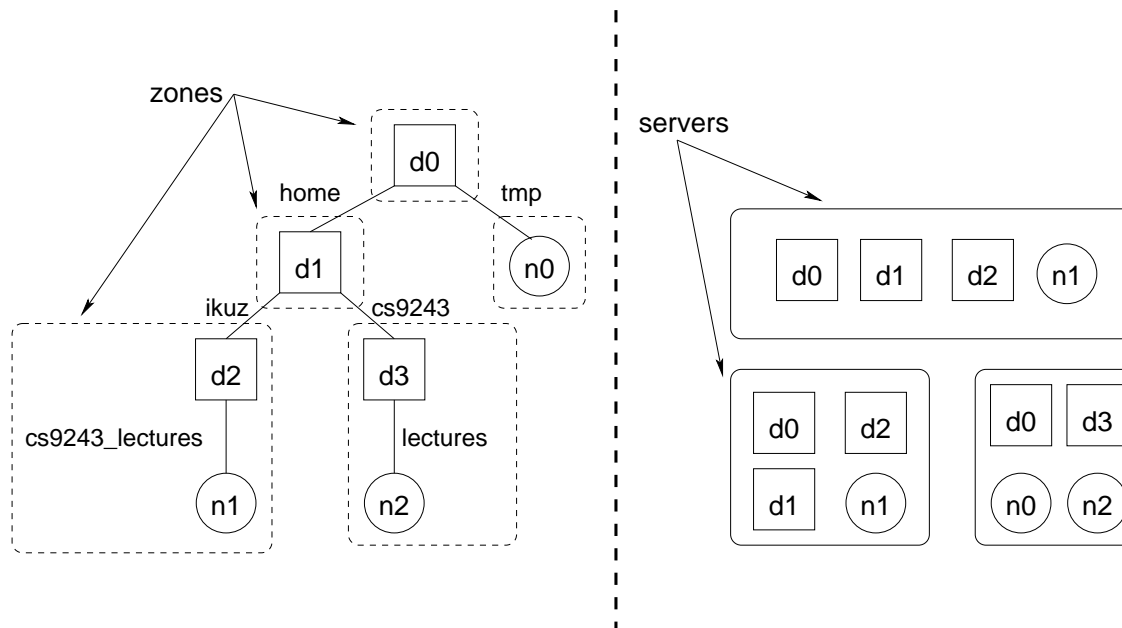 zones
d0
home
tmp
d1
n0
ikuz
cs9243
d2
d3
cs9243_lectures
lectures
n1
n2
servers
d0
d1
d2
n1
d0
d2
d1
n1
d0
d3
n0
n2